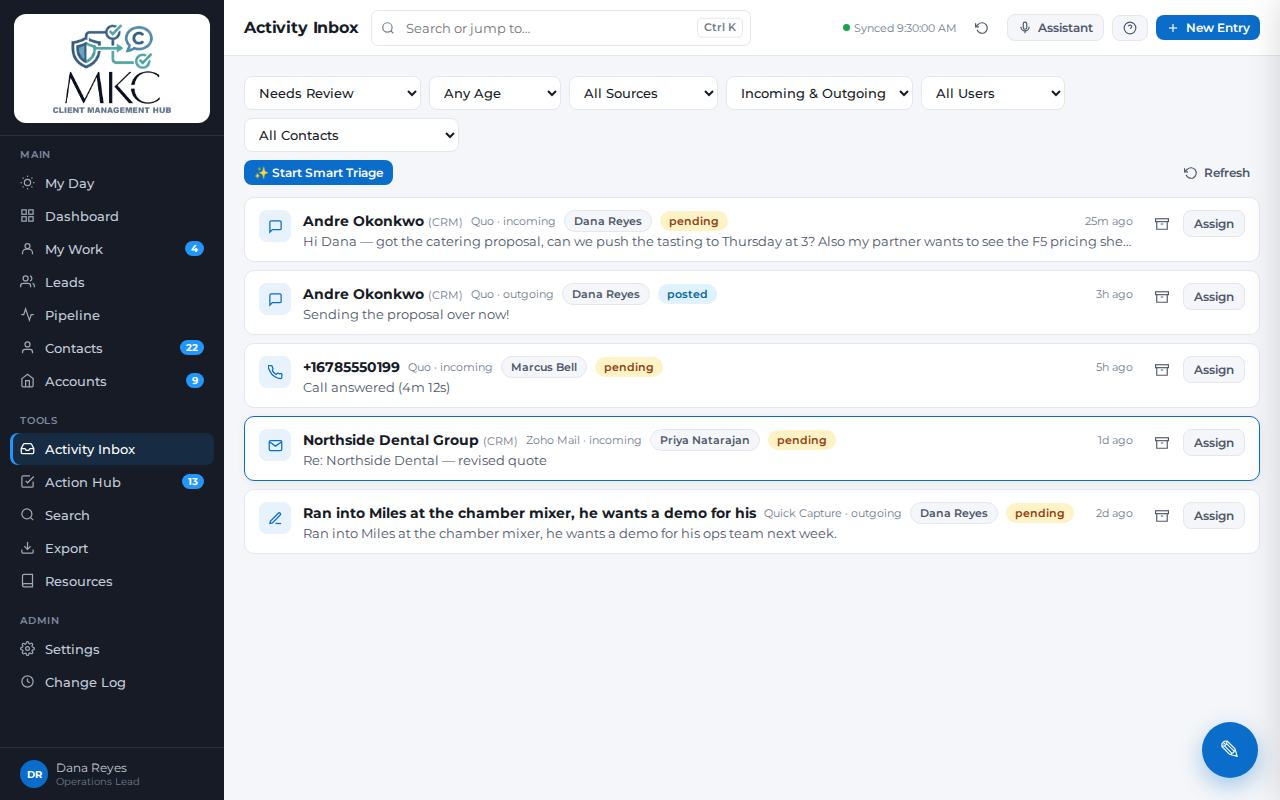 MKC
CLIENT MANAGEMENT HUB
MAIN
My Day
Dashboard
My Work 4
Leads
Pipeline
Contacts 22
Accounts 9
TOOLS
Activity Inbox
Action Hub 13
Search
Export
Resources
ADMIN
Settings
Change Log
DR Dana Reyes
Operations Lead
Activity Inbox Search or jump to... Ctrl K Synced 9:30:00 AM Assistant + New Entry
Needs Review Any Age All Sources Incoming & Outgoing All Users
All Contacts
✨ Start Smart Triage Refresh
Andre Okonkwo (CRM) Quo · incoming Dana Reyes pending 25m ago Assign
Hi Dana — got the catering proposal, can we push the tasting to Thursday at 3? Also my partner wants to see the F5 pricing she...
Andre Okonkwo (CRM) Quo · outgoing Dana Reyes posted 3h ago Assign
Sending the proposal over now!
+16785550199 Quo · incoming Marcus Bell pending 5h ago Assign
Call answered (4m 12s)
Northside Dental Group (CRM) Zoho Mail · incoming Priya Natarajan pending 1d ago Assign
Re: Northside Dental — revised quote
Ran into Miles at the chamber mixer, he wants a demo for his Quick Capture · outgoing Dana Reyes pending 2d ago Assign
Ran into Miles at the chamber mixer, he wants a demo for his ops team next week.